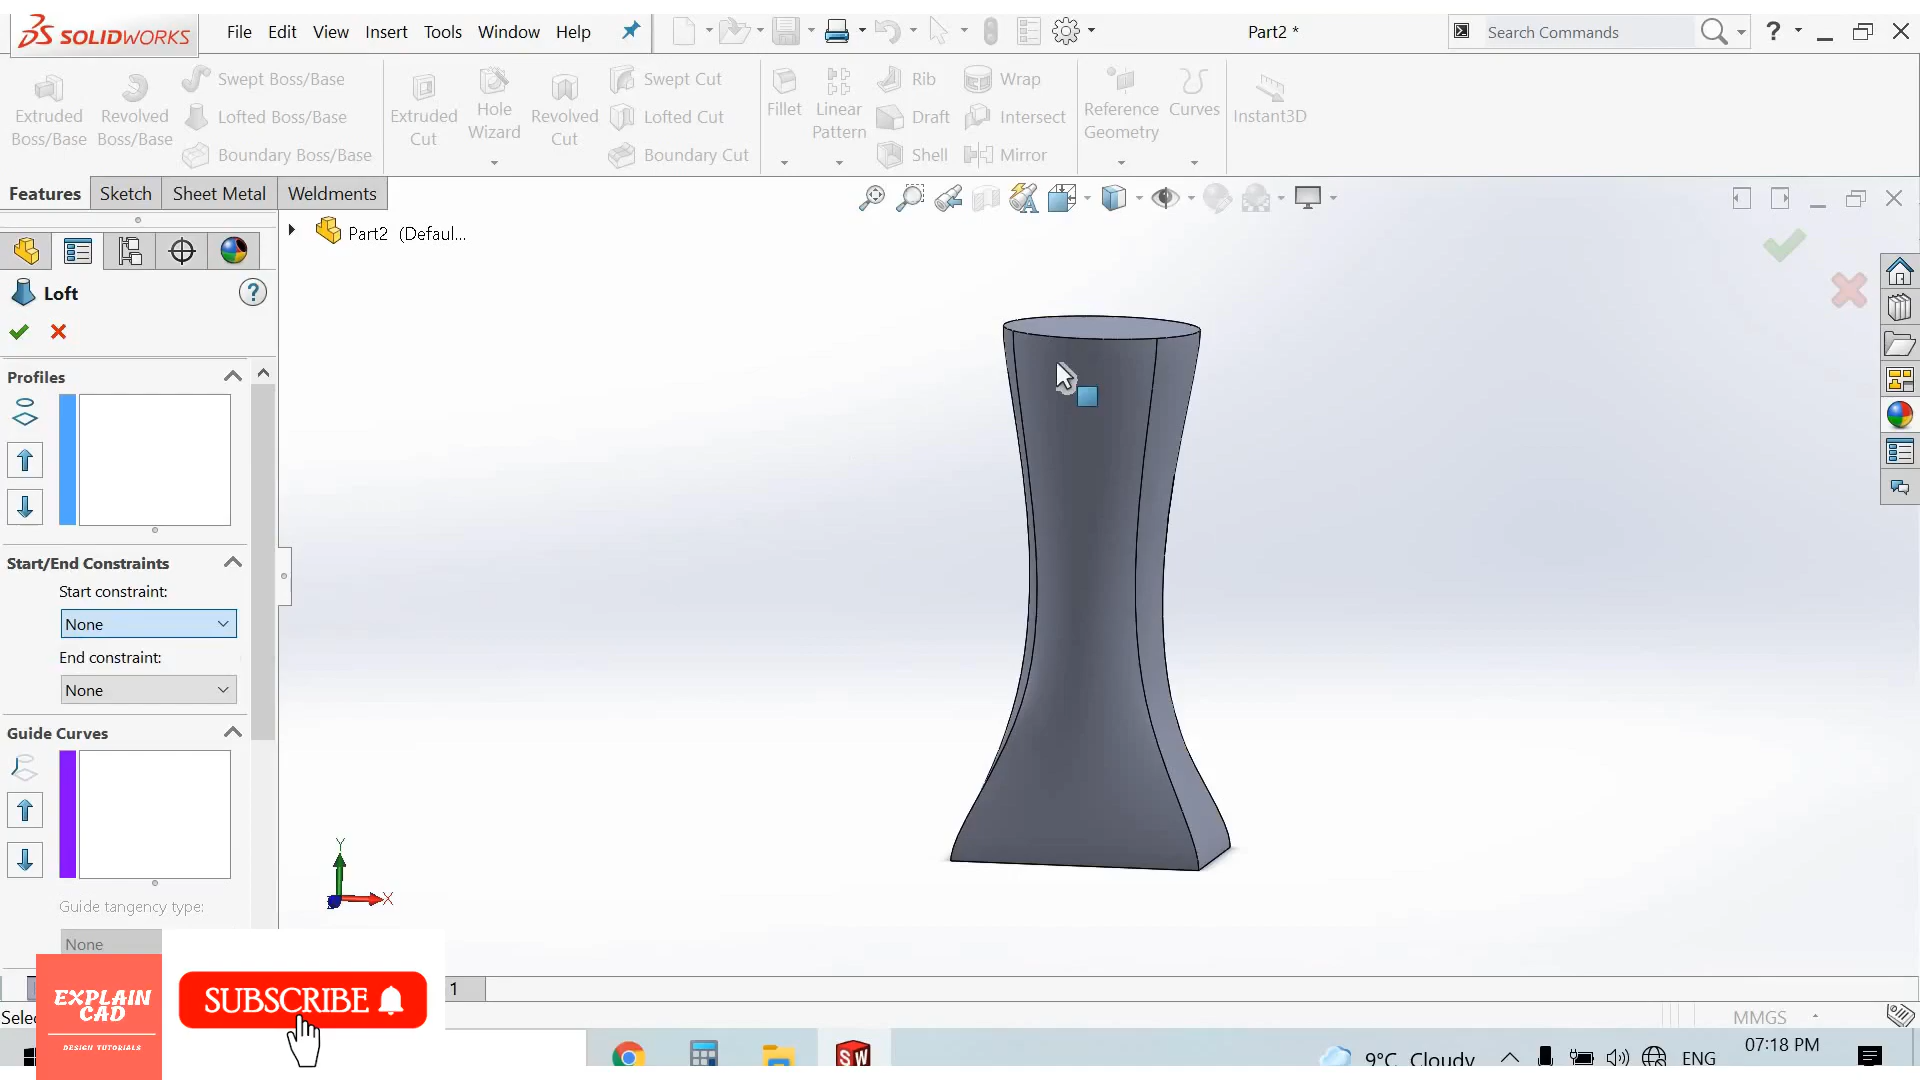 SOLIDWORKS
File Edit View Insert Tools Window Help
Part2 *
Search Commands
?
Extruded Boss/Base
Revolved Boss/Base
Swept Boss/Base
Lofted Boss/Base
Boundary Boss/Base
Extruded Cut
Hole Wizard
Revolved Cut
Swept Cut
Lofted Cut
Boundary Cut
Fillet
Linear Pattern
Rib
Draft
Shell
Wrap
Intersect
Mirror
Reference Geometry
Curves
Instant3D
Features Sketch Sheet Metal Weldments
Part2 (Defaul...
Loft
?
Profiles
Start/End Constraints
Start constraint:
None
End constraint:
None
Guide Curves
Guide tangency type:
None
Y
X
EXPLAIN
CAD
DESIGN TUTORIALS
SUBSCRIBE
1
MMGS
SW
9°C Cloudy
ENG
07:18 PM